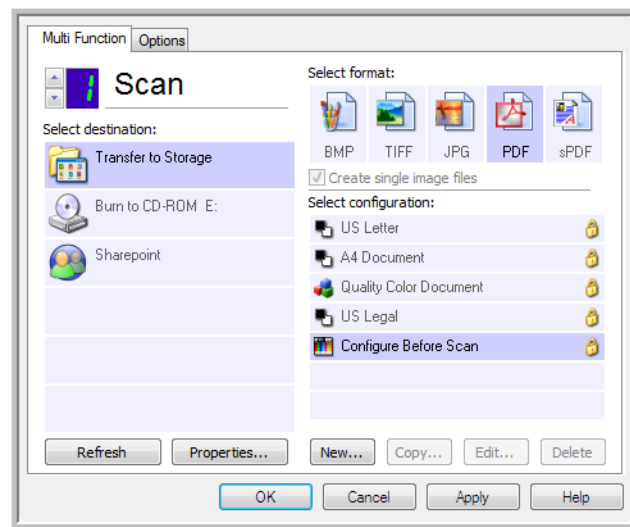 Multi Function
Options
1
Scan
Select destination:
Transfer to Storage
Burn to CD-ROM E:
Sharepoint
Refresh
Properties...
Select format:
BMP
TIFF
JPG
PDF
sPDF
Create single image files
Select configuration:
US Letter
A4 Document
Quality Color Document
US Legal
Configure Before Scan
New...
Copy...
Edit...
Delete
OK
Cancel
Apply
Help